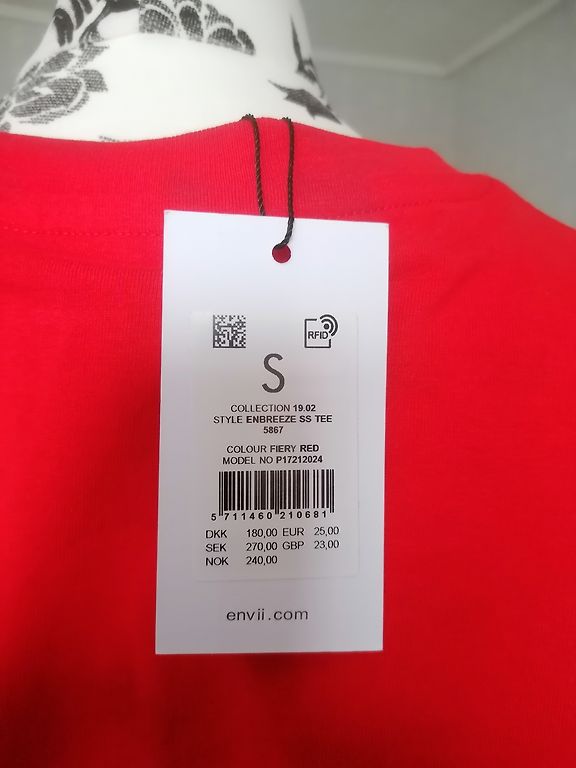 RFID
S
COLLECTION 19.02
STYLE ENBREEZE SS TEE
5867
COLOUR FIERY RED
MODEL NO P17212024
5 711460 210681
DKK 180,00 EUR 25,00
SEK 270,00 GBP 23,00
NOK 240,00
envii.com